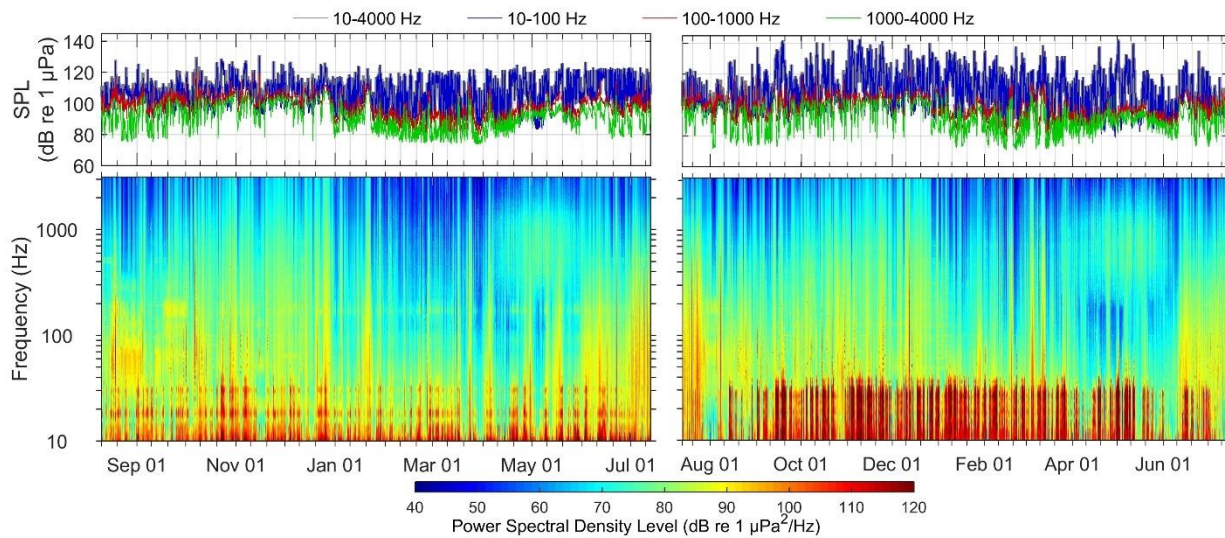 10-4000 Hz 10-100 Hz 100-1000 Hz 1000-4000 Hz
SPL
(dB re 1 µPa)
140
120
100
80
60
Frequency (Hz)
1000
100
10
Sep 01 Nov 01 Jan 01 Mar 01 May 01 Jul 01 Aug 01 Oct 01 Dec 01 Feb 01 Apr 01 Jun 01
40 50 60 70 80 90 100 110 120
Power Spectral Density Level (dB re 1 µPa²/Hz)